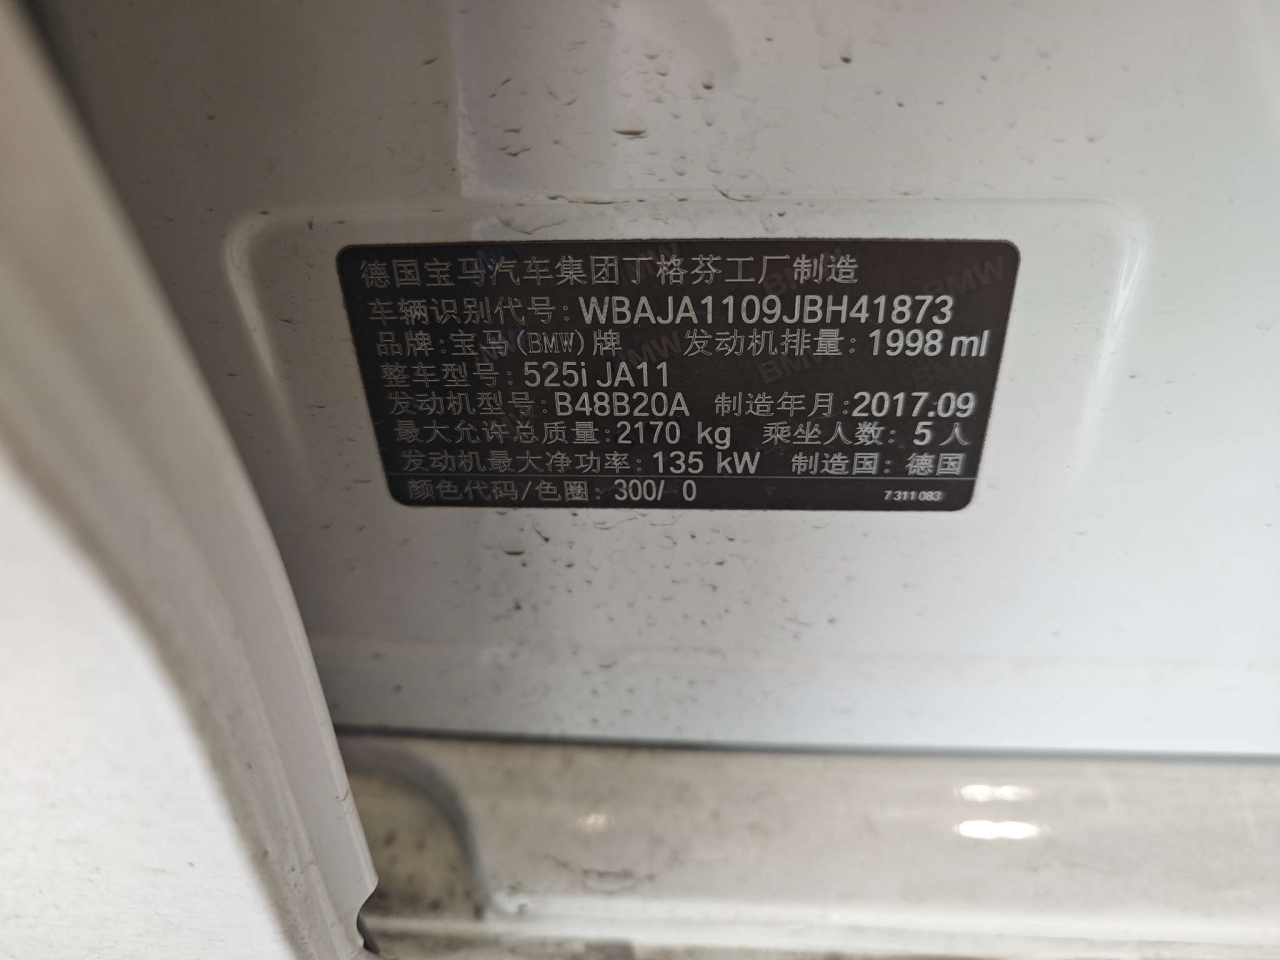 德国宝马汽车集团丁格芬工厂制造
车辆识别代号: WBAJA1109JBH41873
品牌:宝马(BMW)牌 发动机排量: 1998 ml
整车型号: 525i JA11
发动机型号: B48B20A 制造年月:2017.09
最大允许总质量:2170 kg 乘坐人数: 5 人
发动机最大净功率: 135 kW 制造国: 德国
颜色代码/色圈: 300/ 0 7 311 083